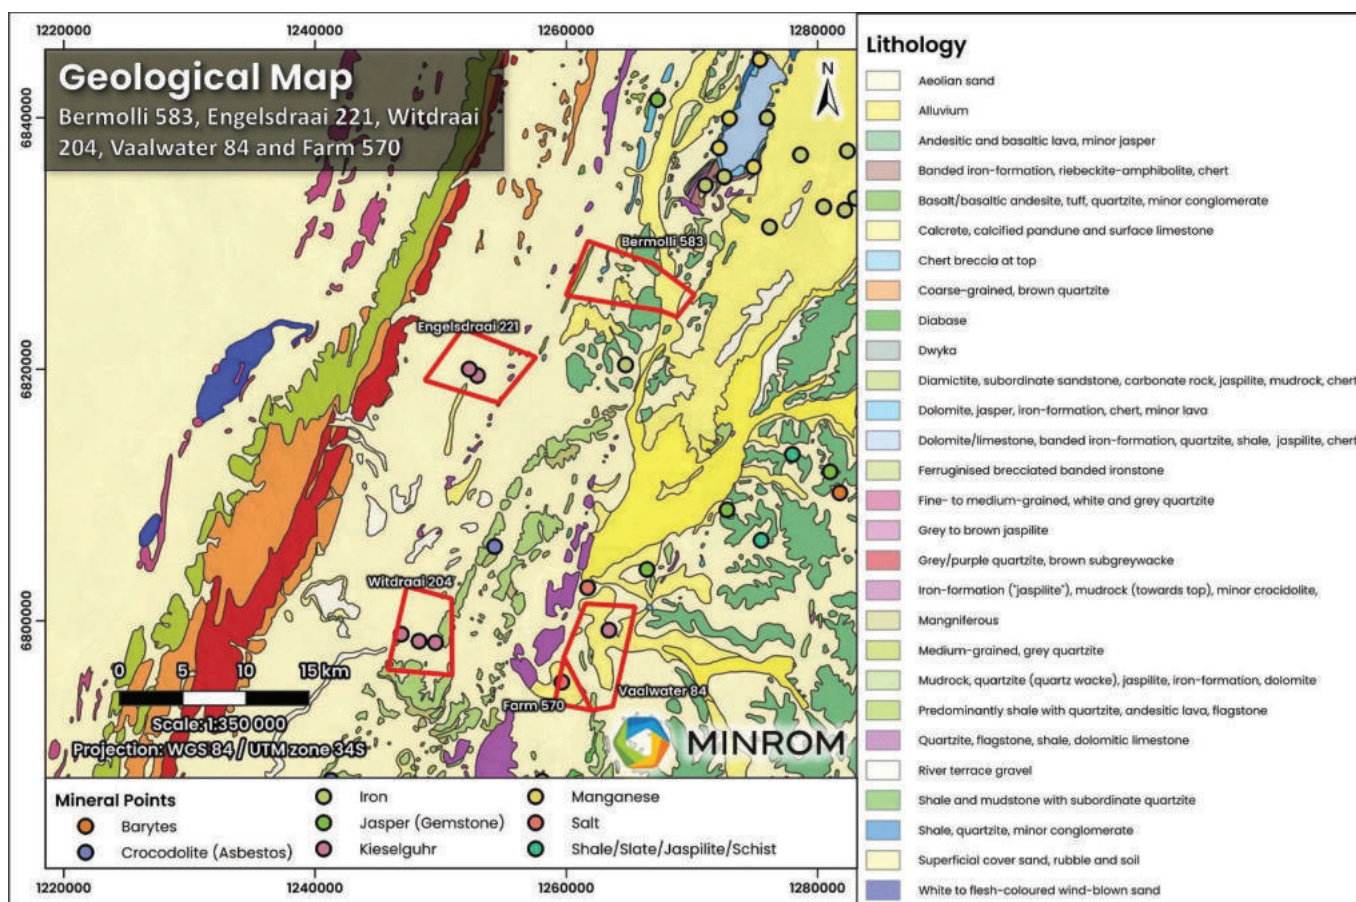 1220000 1240000 1260000 1280000
Geological Map
Bermolli 583, Engelsdraai 221, Witdraai
204, Vaalwater 84 and Farm 570
N
6840000
6820000
6800000
6840000
6820000
6800000
Bermolli 583
Engelsdraai 221
Witdraai 204
Vaalwater 84
Farm 570
0 5 10 15 km
Scale: 1:350 000
Projection: WGS 84 / UTM zone 34S
MINROM
Mineral Points
Barytes
Crocodolite (Asbestos)
Iron
Jasper (Gemstone)
Kieselguhr
Manganese
Salt
Shale/Slate/Jaspilite/Schist
1220000 1240000 1260000 1280000
Lithology
Aeolian sand
Alluvium
Andesitic and basaltic lava, minor jasper
Banded iron-formation, riebeckite-amphibolite, chert
Basalt/basaltic andesite, tuff, quartzite, minor conglomerate
Calcrete, calcified pandune and surface limestone
Chert breccia at top
Coarse-grained, brown quartzite
Diabase
Dwyka
Diamictite, subordinate sandstone, carbonate rock, jaspilite, mudrock, chert
Dolomite, jasper, iron-formation, chert, minor lava
Dolomite/limestone, banded iron-formation, quartzite, shale, jaspilite, chert
Ferruginised brecciated banded ironstone
Fine- to medium-grained, white and grey quartzite
Grey to brown jaspilite
Grey/purple quartzite, brown subgreywacke
Iron-formation ("jaspilite"), mudrock (towards top), minor crocidolite,
Mangniferous
Medium-grained, grey quartzite
Mudrock, quartzite (quartz wacke), jaspilite, iron-formation, dolomite
Predominantly shale with quartzite, andesitic lava, flagstone
Quartzite, flagstone, shale, dolomitic limestone
River terrace gravel
Shale and mudstone with subordinate quartzite
Shale, quartzite, minor conglomerate
Superficial cover sand, rubble and soil
White to flesh-coloured wind-blown sand